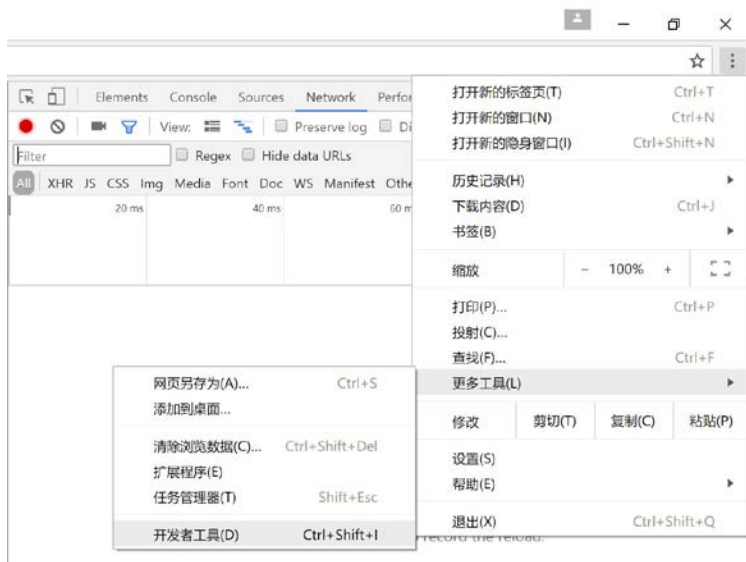 Elements Console Sources Network Perfor
View: Preserve log Di
Filter Regex Hide data URLs
All XHR JS CSS Img Media Font Doc WS Manifest Othe
20 ms 40 ms 60 m
打开新的标签页(T) Ctrl+T
打开新的窗口(N) Ctrl+N
打开新的隐身窗口(I) Ctrl+Shift+N
历史记录(H)
下载内容(D) Ctrl+J
书签(B)
缩放 − 100% +
打印(P)... Ctrl+P
投射(C)...
查找(F)... Ctrl+F
更多工具(L)
修改 剪切(T) 复制(C) 粘贴(P)
设置(S)
帮助(E)
退出(X) Ctrl+Shift+Q
网页另存为(A)... Ctrl+S
添加到桌面...
清除浏览数据(C)... Ctrl+Shift+Del
扩展程序(E)
任务管理器(T) Shift+Esc
开发者工具(D) Ctrl+Shift+I
record the reload.